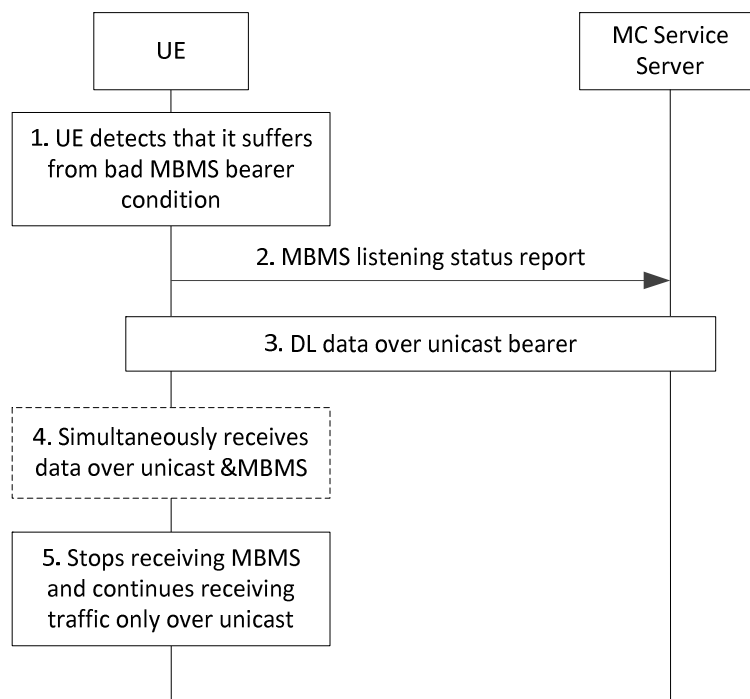 UE
MC Service
Server
1. UE detects that it suffers
from bad MBMS bearer
condition
2. MBMS listening status report
3. DL data over unicast bearer
4. Simultaneously receives
data over unicast &MBMS
5. Stops receiving MBMS
and continues receiving
traffic only over unicast